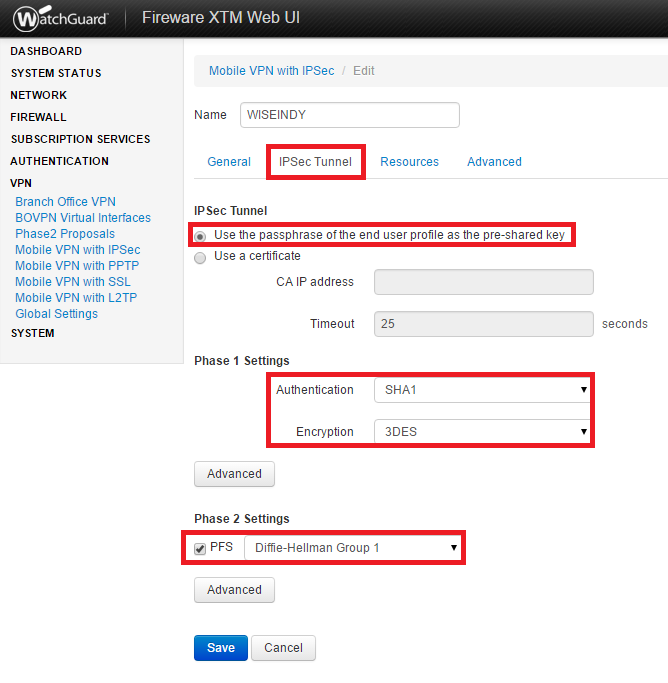 WatchGuard Fireware XTM Web UI
DASHBOARD
SYSTEM STATUS
NETWORK
FIREWALL
SUBSCRIPTION SERVICES
AUTHENTICATION
VPN
Branch Office VPN
BOVPN Virtual Interfaces
Phase2 Proposals
Mobile VPN with IPSec
Mobile VPN with PPTP
Mobile VPN with SSL
Mobile VPN with L2TP
Global Settings
SYSTEM
Mobile VPN with IPSec / Edit
Name WISEINDY
General IPSec Tunnel Resources Advanced
IPSec Tunnel
Use the passphrase of the end user profile as the pre-shared key
Use a certificate
CA IP address
Timeout 25 seconds
Phase 1 Settings
Authentication SHA1
Encryption 3DES
Advanced
Phase 2 Settings
PFS Diffie-Hellman Group 1
Advanced
Save Cancel